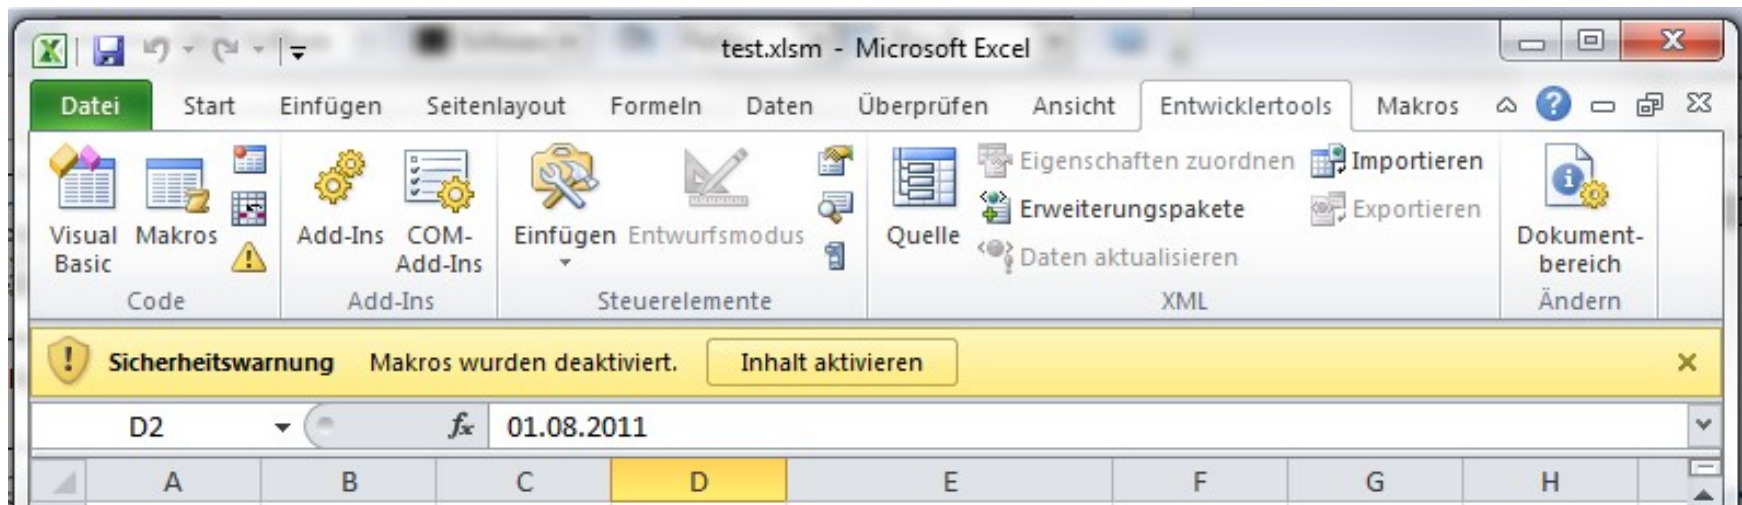 test.xlsm - Microsoft Excel
Datei Start Einfügen Seitenlayout Formeln Daten Überprüfen Ansicht Entwicklertools Makros
Eigenschaften zuordnen Importieren
Erweiterungspakete Exportieren
Visual Makros Add-Ins COM- Einfügen Entwurfsmodus Quelle Dokument-
Basic Add-Ins Daten aktualisieren bereich
Code Add-Ins Steuerelemente XML Ändern
Sicherheitswarnung Makros wurden deaktiviert. Inhalt aktivieren
D2 fx 01.08.2011
A B C D E F G H